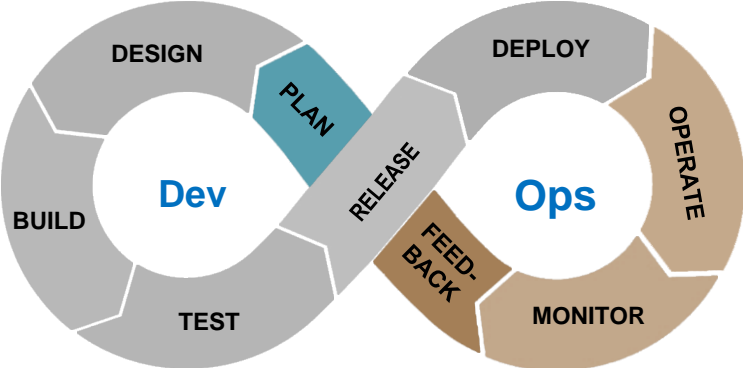 DESIGN
PLAN
DEPLOY
OPERATE
Dev
RELEASE
Ops
BUILD
FEED-
BACK
TEST
MONITOR